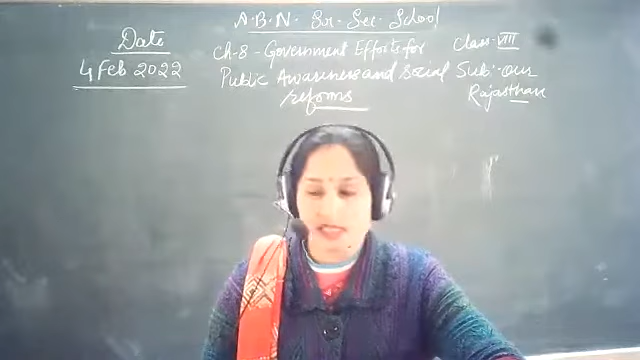 A.B.N. Sr. Sec. School
Date
4 Feb 2022
Ch-8 - Government Efforts for
Public Awareness and Social
reforms
Class- VIII
Sub:- our
Rajasthan